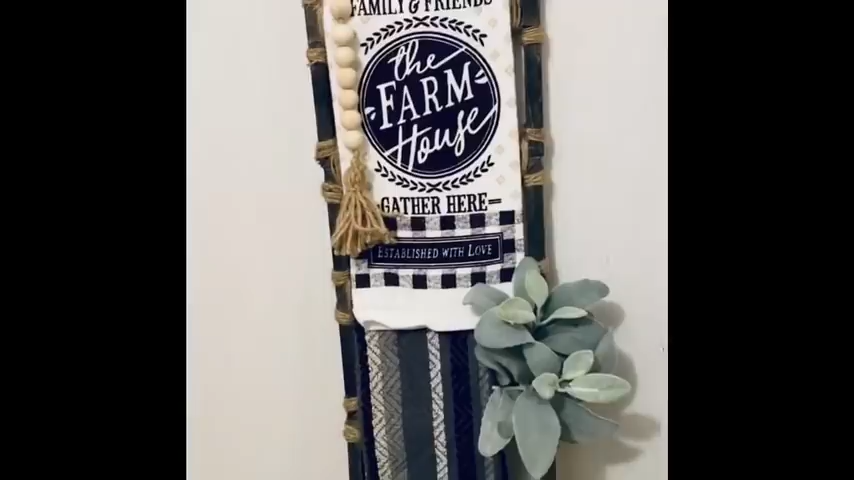 FAMILY & FRIENDS
the
FARM
House
GATHER HERE
ESTABLISHED WITH LOVE